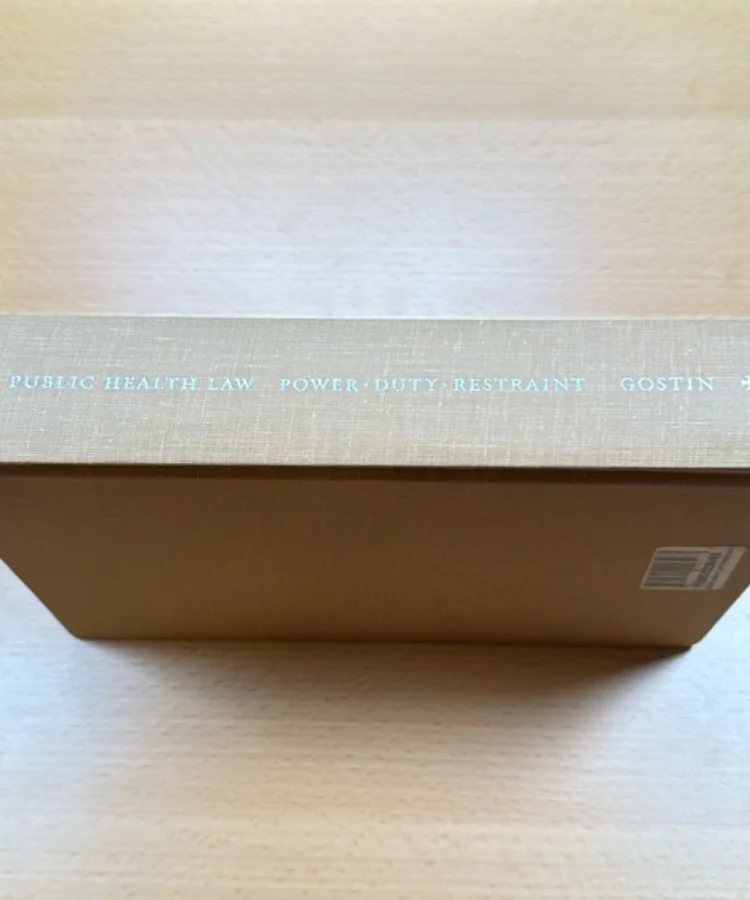 PUBLIC HEALTH LAW POWER · DUTY · RESTRAINT GOSTIN